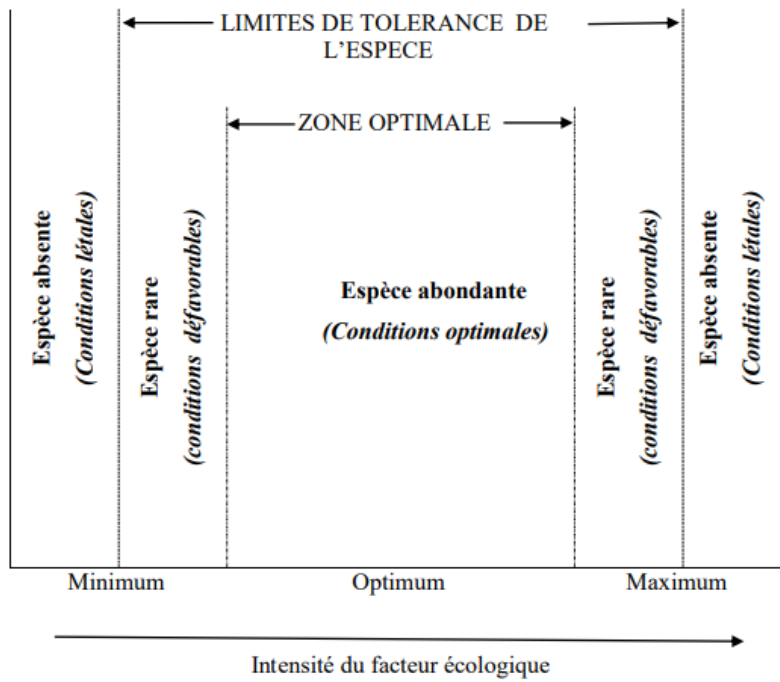 LIMITES DE TOLERANCE DE
L'ESPECE
ZONE OPTIMALE
Espèce absente
(Conditions létales)
Espèce rare
(conditions défavorables)
Espèce abondante
(Conditions optimales)
Espèce rare
(conditions défavorables)
Espèce absente
(Conditions létales)
Minimum
Optimum
Maximum
Intensité du facteur écologique